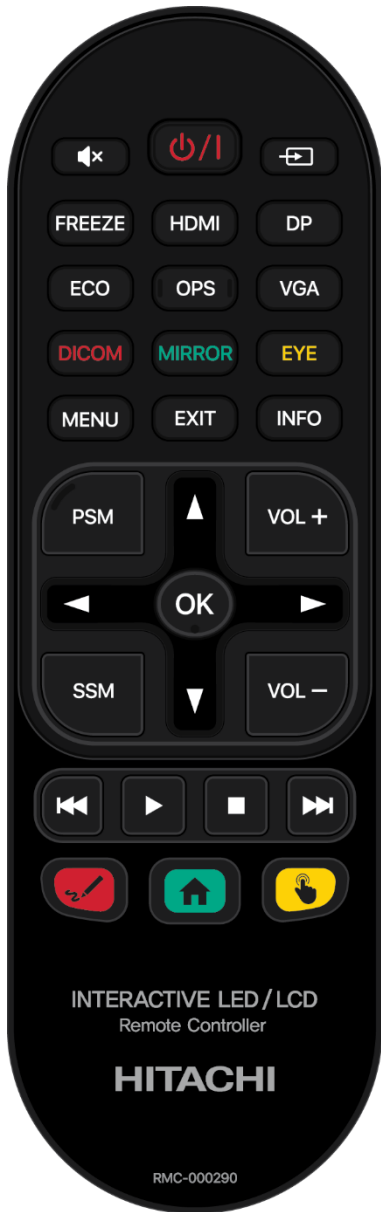 FREEZE HDMI DP
ECO OPS VGA
DICOM MIRROR EYE
MENU EXIT INFO
PSM VOL +
OK
SSM VOL −
INTERACTIVE LED / LCD
Remote Controller
HITACHI
RMC-000290